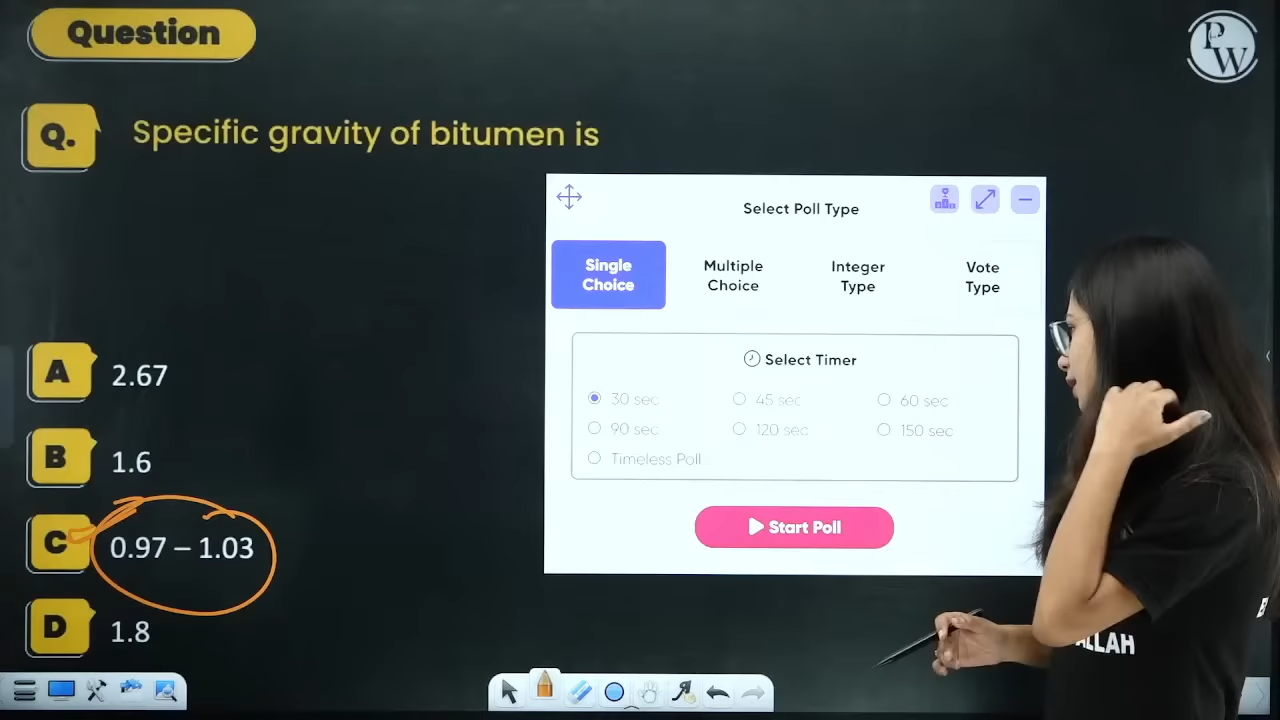 Question
PW
Q. Specific gravity of bitumen is
Select Poll Type
Single Choice
Multiple Choice
Integer Type
Vote Type
Select Timer
30 sec
45 sec
60 sec
90 sec
120 sec
150 sec
Timeless Poll
Start Poll
A 2.67
B 1.6
C 0.97 – 1.03
D 1.8
ALLAH